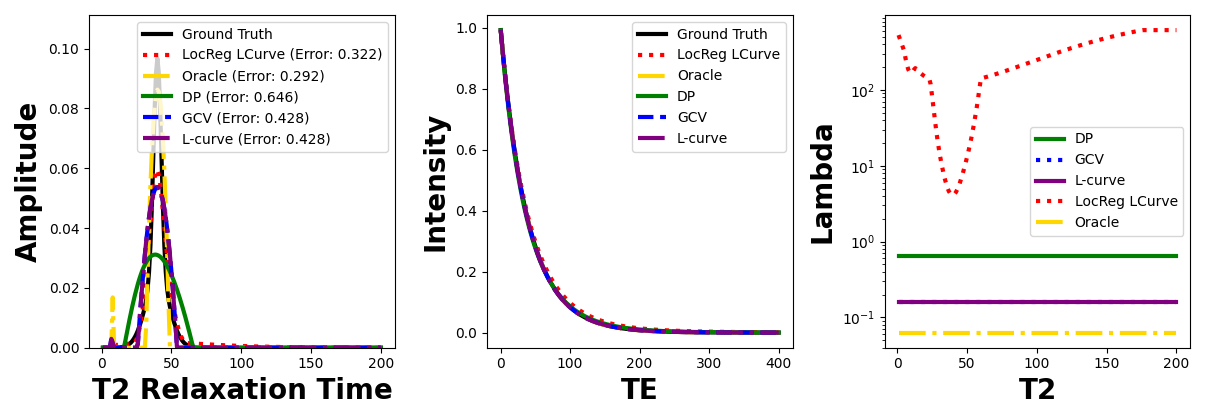 Amplitude
0.10
0.08
0.06
0.04
0.02
0.00
Ground Truth
LocReg LCurve (Error: 0.322)
Oracle (Error: 0.292)
DP (Error: 0.646)
GCV (Error: 0.428)
L-curve (Error: 0.428)
0 50 100 150 200
T2 Relaxation Time
Intensity
1.0
0.8
0.6
0.4
0.2
0.0
Ground Truth
LocReg LCurve
Oracle
DP
GCV
L-curve
0 100 200 300 400
TE
Lambda
10²
10¹
10⁰
10⁻¹
DP
GCV
L-curve
LocReg LCurve
Oracle
0 50 100 150 200
T2